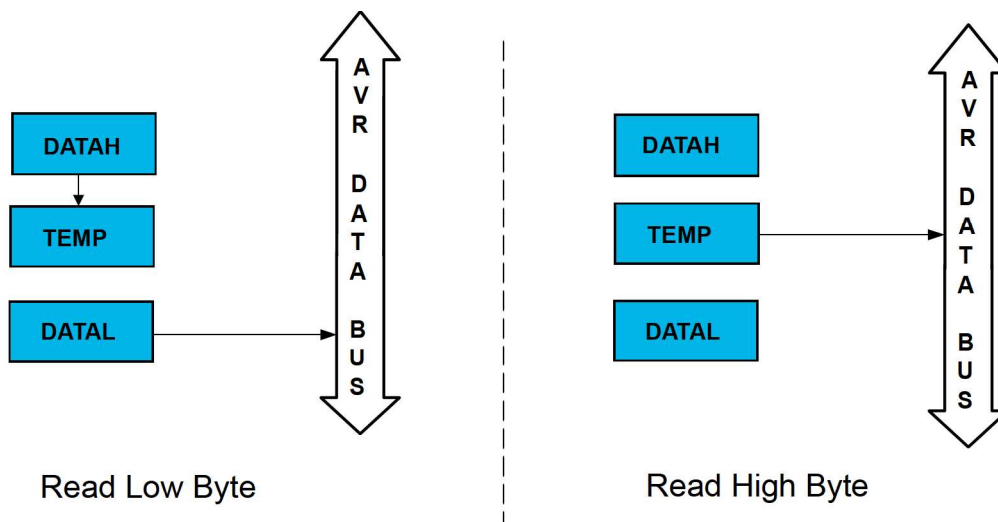 DATAH
TEMP
DATAL
AVR DATA BUS
Read Low Byte
DATAH
TEMP
DATAL
AVR DATA BUS
Read High Byte